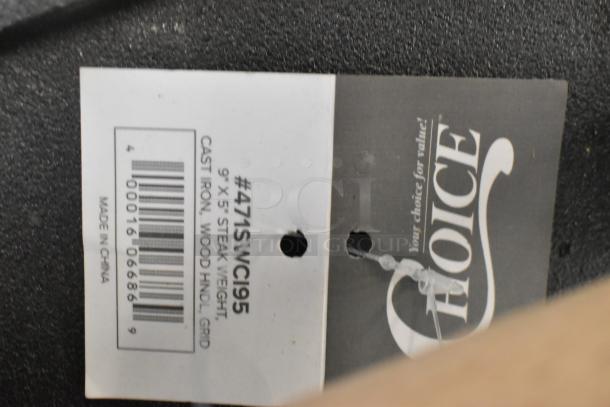 #471SWCI95
9" X 5" STEAK WEIGHT,
CAST IRON, WOOD HNDL, GRID
4 00016 06686 9
MADE IN CHINA
Your choice for value!
CHOICE™
PCI
AUCTION GROUP